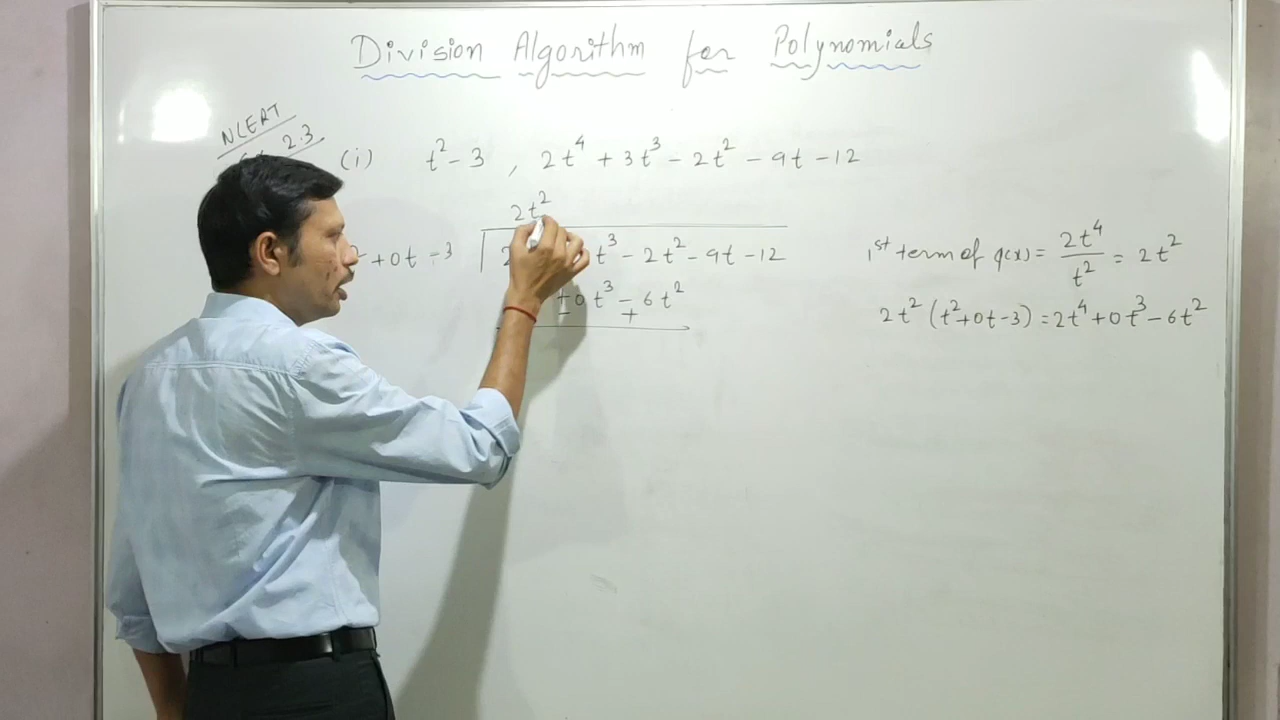 Division Algorithm for Polynomials
NCERT
2.3
(i) t² - 3 , 2t⁴ + 3t³ - 2t² - 9t - 12
2t²
+0t -3 2 t³ - 2t² - 9t - 12
+0t³ - 6t²
- +
1st term of q(x) = 2t⁴/t² = 2t²
2t² (t²+0t-3) = 2t⁴+0t³-6t²